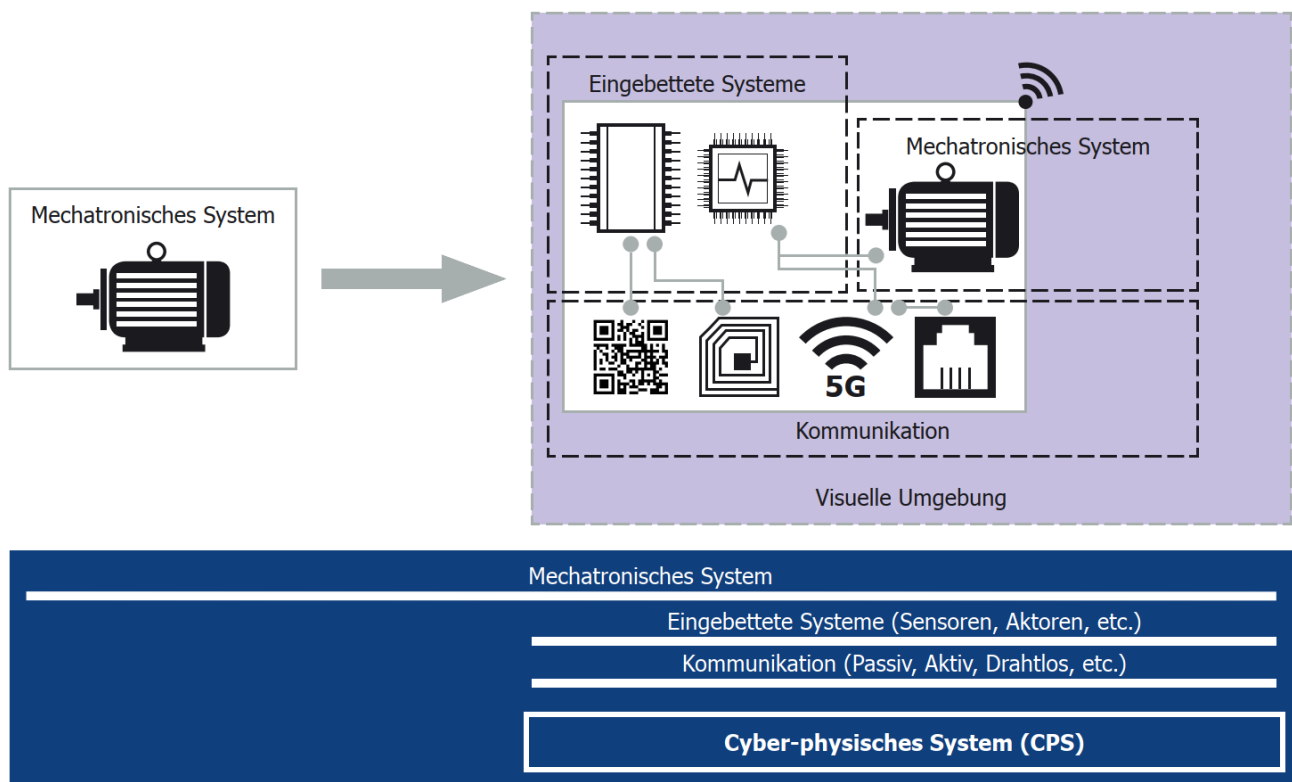 Mechatronisches System
Eingebettete Systeme
Mechatronisches System
5G
Kommunikation
Visuelle Umgebung
Mechatronisches System
Eingebettete Systeme (Sensoren, Aktoren, etc.)
Kommunikation (Passiv, Aktiv, Drahtlos, etc.)
Cyber-physisches System (CPS)